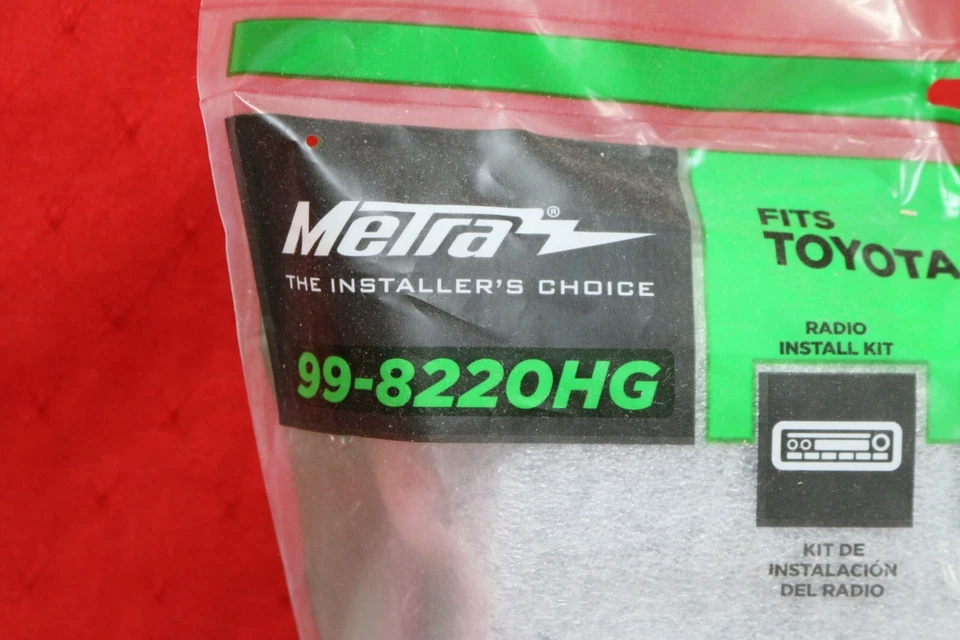 MeTra®
THE INSTALLER'S CHOICE
99-8220HG
FITS
TOYOTA
RADIO
INSTALL KIT
KIT DE
INSTALACIÓN
DEL RADIO